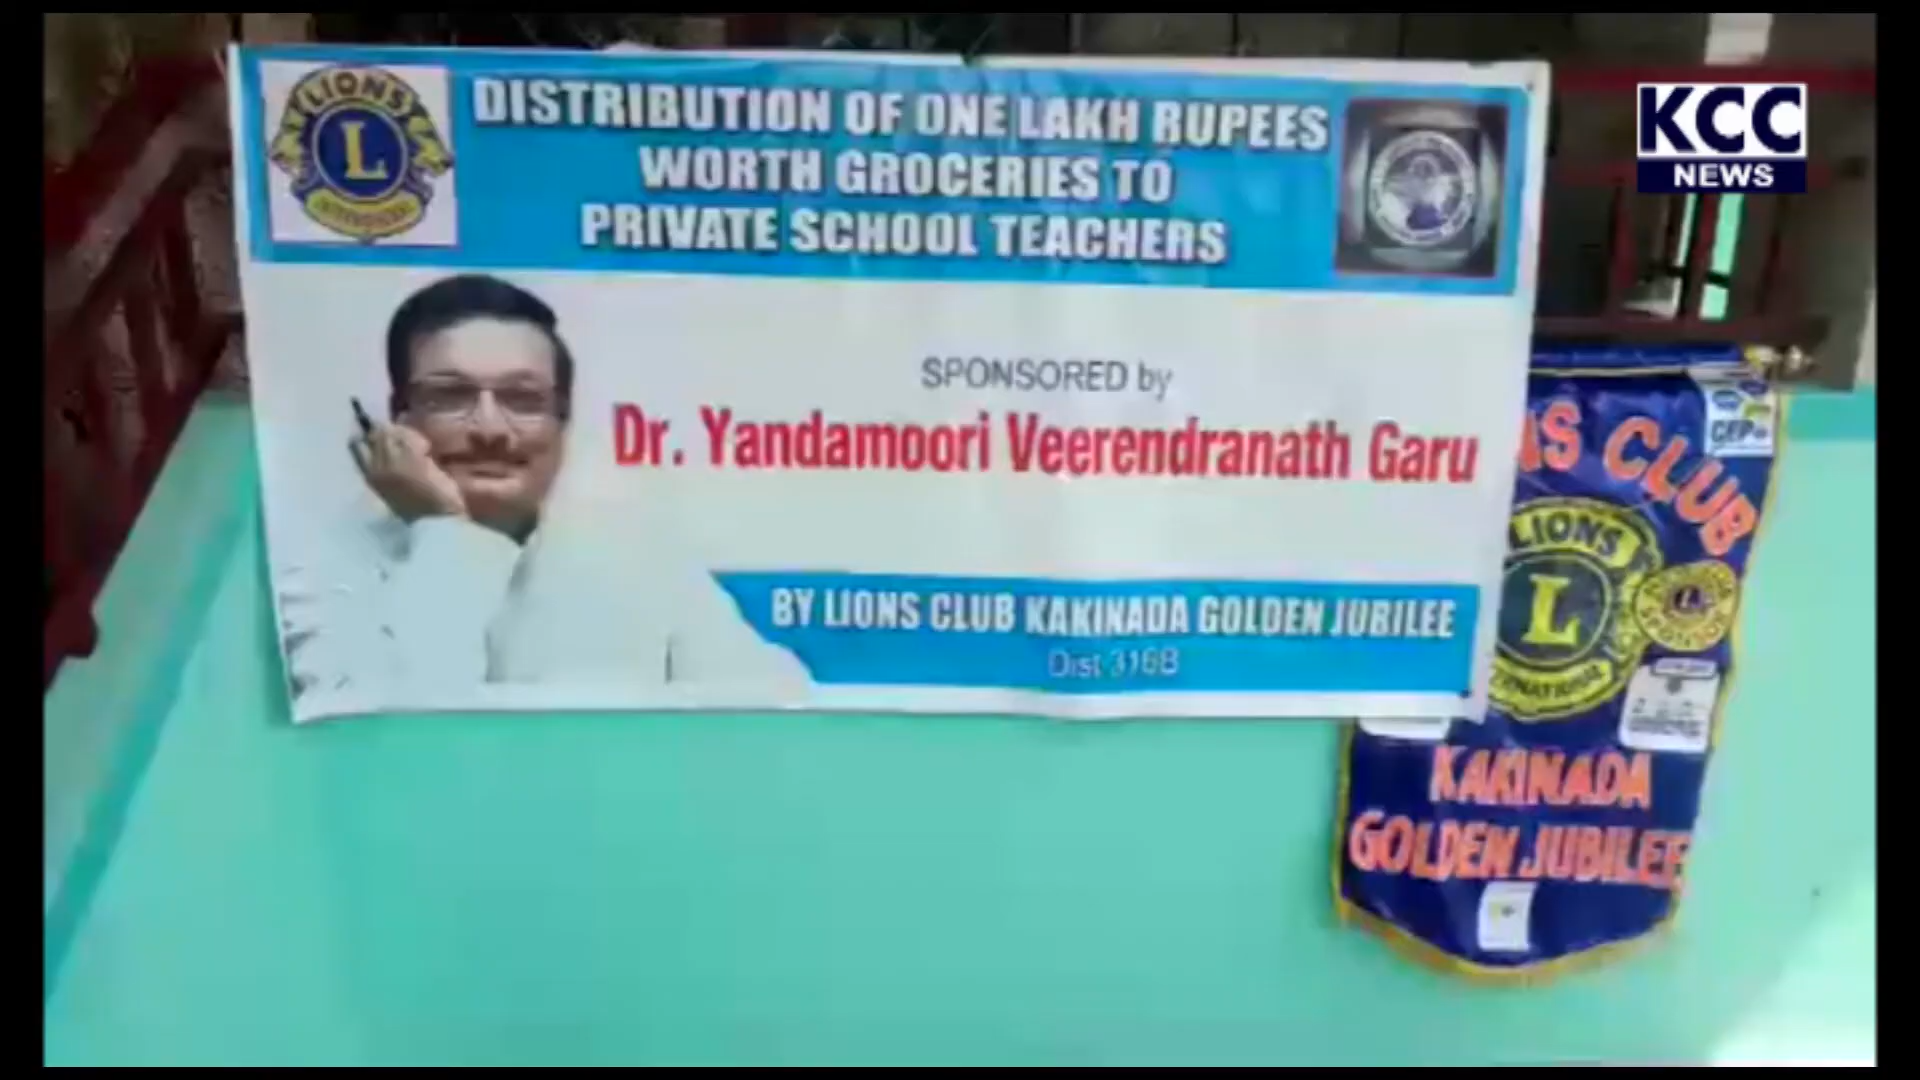 LIONS
L
DISTRIBUTION OF ONE LAKH RUPEES
WORTH GROCERIES TO
PRIVATE SCHOOL TEACHERS
KCC
NEWS
SPONSORED by
Dr. Yandamoori Veerendranath Garu
BY LIONS CLUB KAKINADA GOLDEN JUBILEE
Dist 316B
AS CLUB
LIONS
L
KAKINADA
GOLDEN JUBILEE